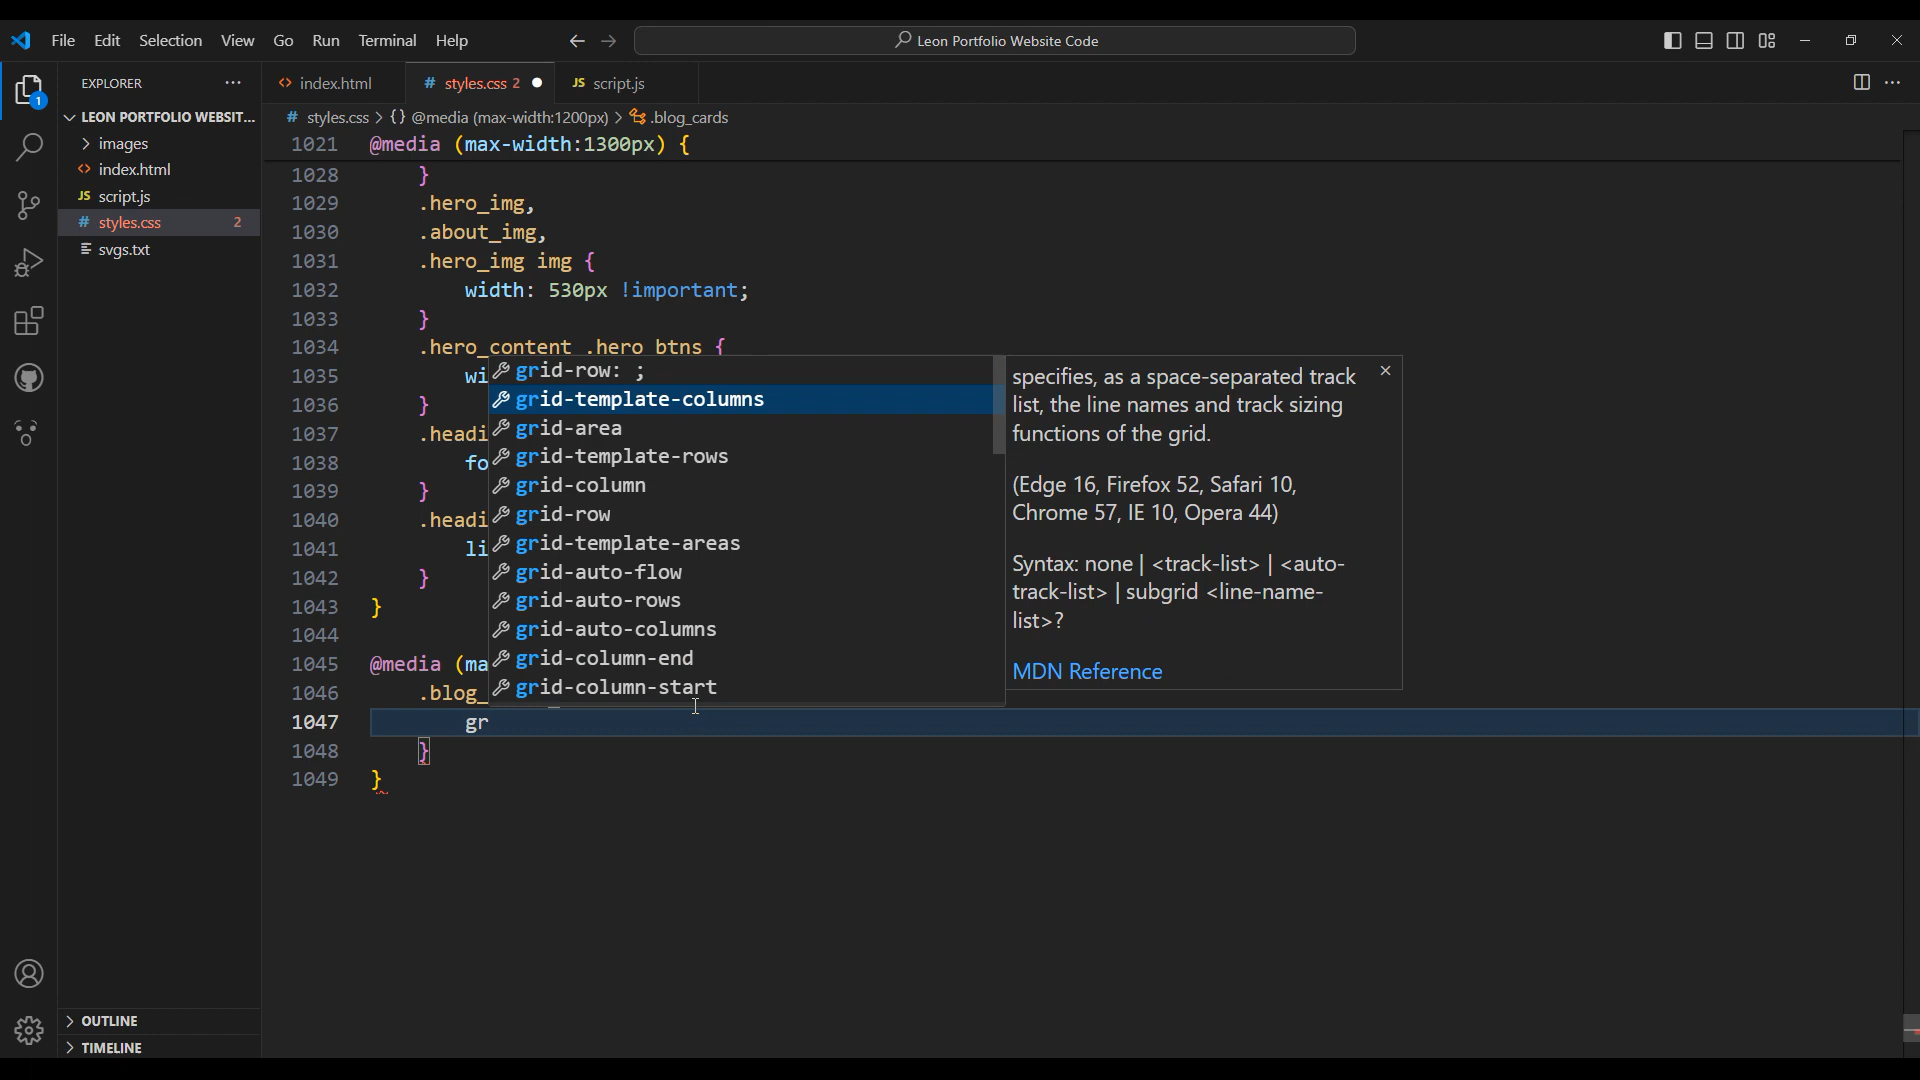 File Edit Selection View Go Run Terminal Help
Leon Portfolio Website Code
EXPLORER
index.html
# styles.css 2
JS script.js
LEON PORTFOLIO WEBSIT...
# styles.css > {} @media (max-width:1200px) > .blog_cards
images
1021 @media (max-width:1300px) {
index.html
1028 }
JS script.js
1029 .hero_img,
# styles.css 2
1030 .about_img,
svgs.txt
1031 .hero_img img {
1032 width: 530px !important;
1033 }
1034 .hero_content .hero_btns {
1035 wi
1036 }
1037 .headi
1038 fo
1039 }
1040 .headi
1041 li
1042 }
1043 }
1044
1045 @media (ma
1046 .blog_
1047 gr
1048 }
1049 }
grid-row: ;
grid-template-columns
grid-area
grid-template-rows
grid-column
grid-row
grid-template-areas
grid-auto-flow
grid-auto-rows
grid-auto-columns
grid-column-end
grid-column-start
specifies, as a space-separated track
list, the line names and track sizing
functions of the grid.
(Edge 16, Firefox 52, Safari 10,
Chrome 57, IE 10, Opera 44)
Syntax: none | <track-list> | <auto-
track-list> | subgrid <line-name-
list>?
MDN Reference
1
OUTLINE
TIMELINE